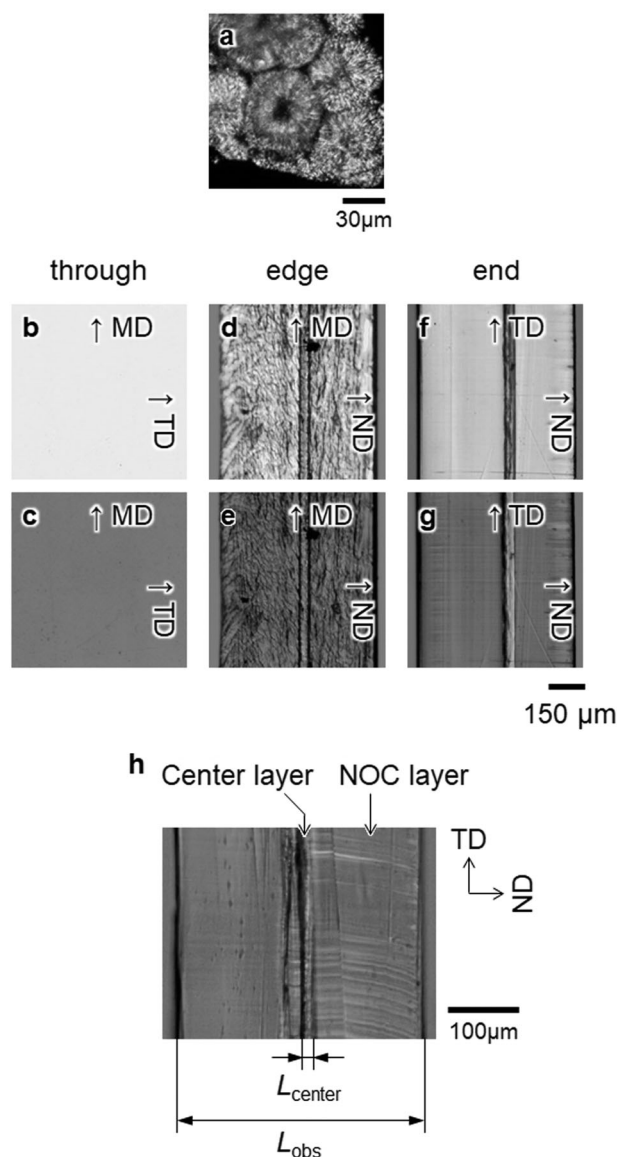 a
30μm
through edge end
b ↑ MD d ↑ MD f ↑ TD
→ TD → ND → ND
c ↑ MD e ↑ MD g ↑ TD
→ TD → ND → ND
150 μm
h
Center layer NOC layer
TD
ND
100μm
Lcenter
Lobs